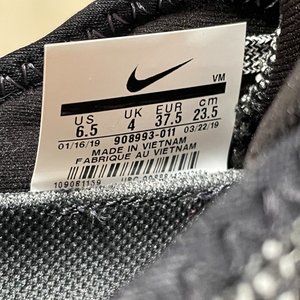 VM
US UK EUR cm
6.5 4 37.5 23.5
01/16/19 908993-011 03/22/19
MADE IN VIETNAM
FABRIQUE AU VIETNAM